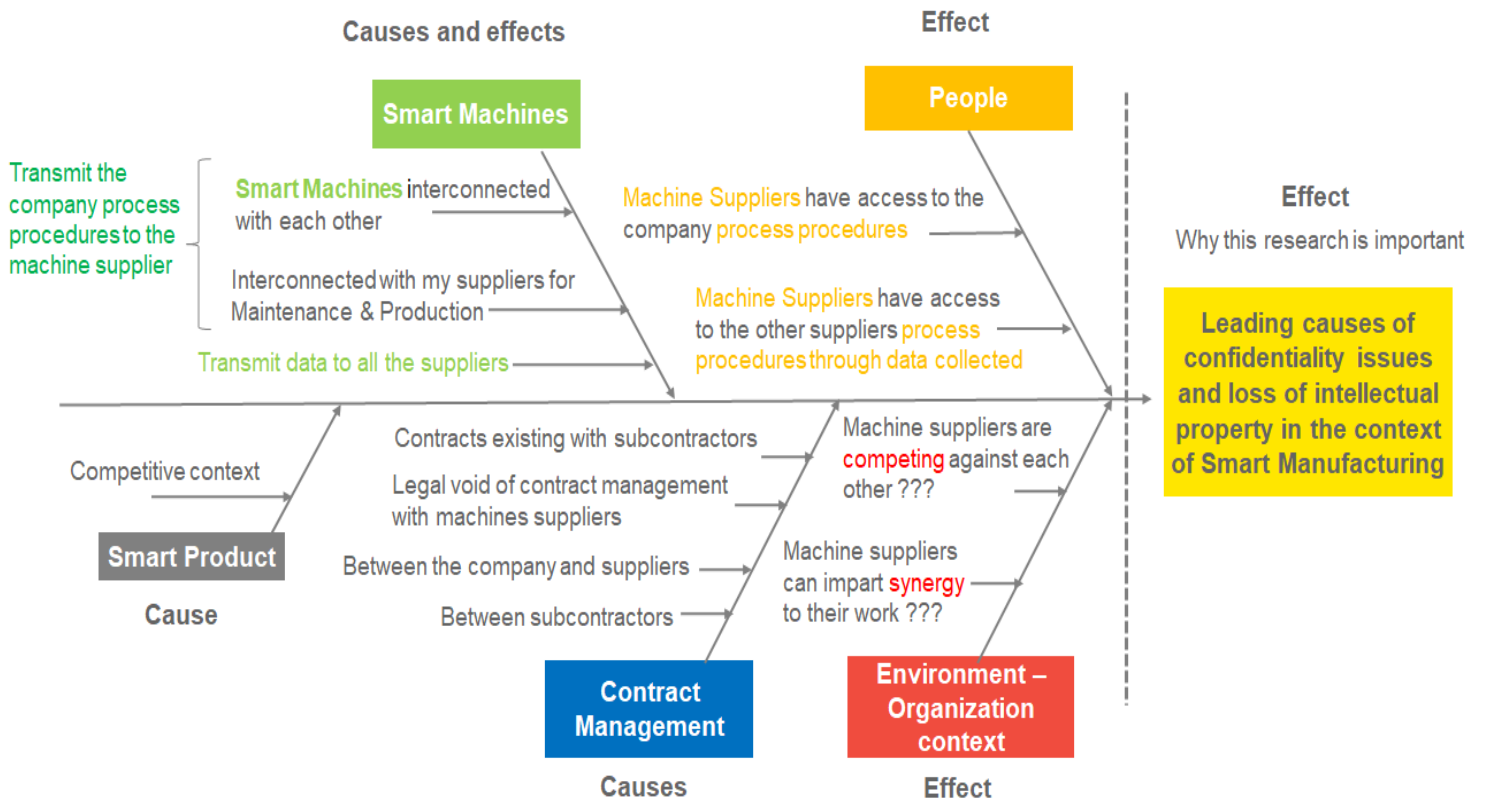 Causes and effects
Effect
Smart Machines
People
Transmit the
company process
procedures to the
machine supplier
Smart Machines interconnected
with each other
Interconnected with my suppliers for
Maintenance & Production
Transmit data to all the suppliers
Machine Suppliers have access to the
company process procedures
Machine Suppliers have access
to the other suppliers process
procedures through data collected
Effect
Why this research is important
Leading causes of
confidentiality issues
and loss of intellectual
property in the context
of Smart Manufacturing
Competitive context
Smart Product
Cause
Contracts existing with subcontractors
Legal void of contract management
with machines suppliers
Between the company and suppliers
Between subcontractors
Contract
Management
Causes
Machine suppliers are
competing against each
other ???
Machine suppliers
can impart synergy
to their work ???
Environment –
Organization
context
Effect